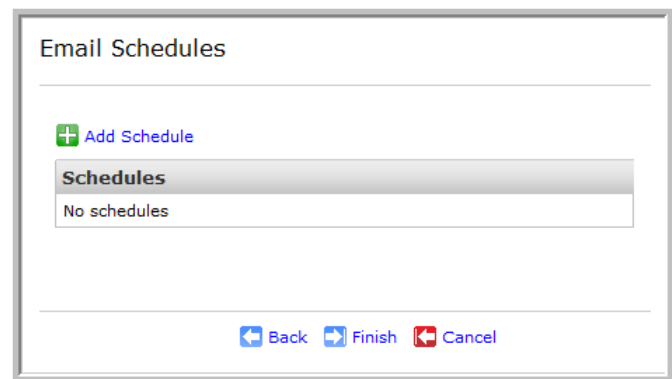 Email Schedules
Add Schedule
Schedules
No schedules
Back Finish Cancel